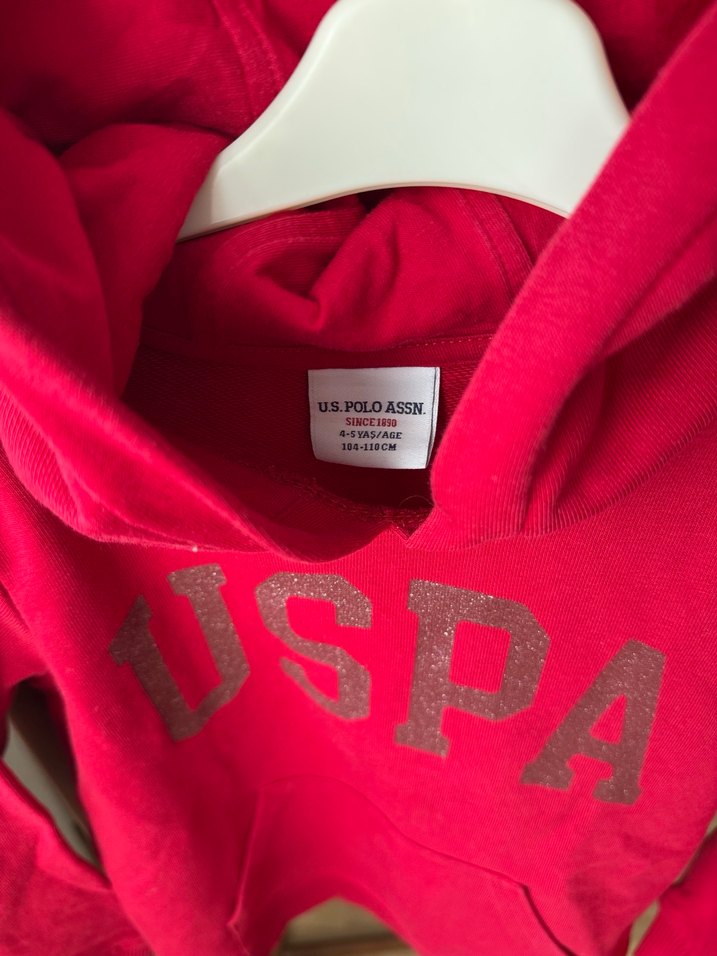 U.S. POLO ASSN.
SINCE 1890
4-5 YAŞ/AGE
104-110 CM
USPA